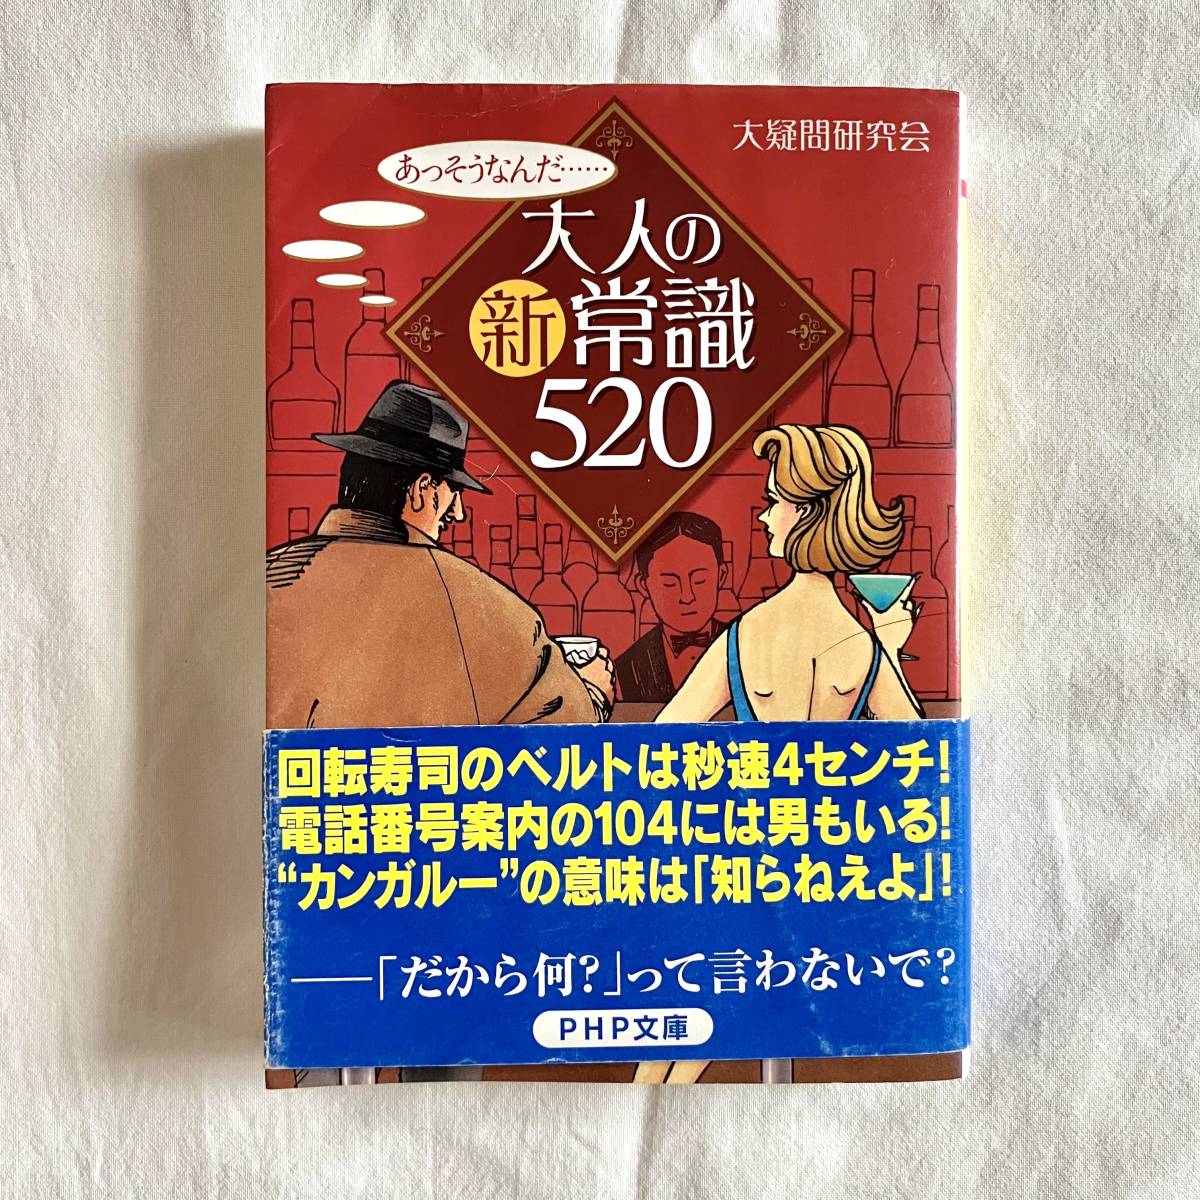 大疑問研究会
あっそうなんだ……
大人の
新常識
520
回転寿司のベルトは秒速4センチ!
電話番号案内の104には男もいる!
“カンガルー”の意味は「知らねえよ」!
――「だから何?」って言わないで?
PHP文庫